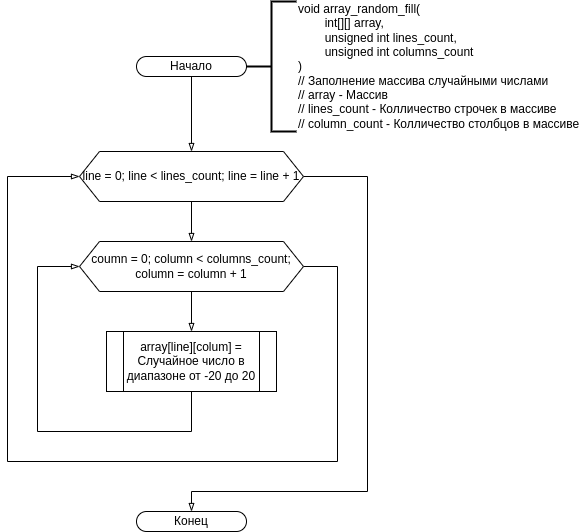 void array_random_fill(
int[][] array,
unsigned int lines_count,
unsigned int columns_count
)
// Заполнение массива случайными числами
// array - Массив
// lines_count - Колличество строчек в массиве
// column_count - Колличество столбцов в массиве
Начало
line = 0; line < lines_count; line = line + 1
coumn = 0; column < columns_count;
column = column + 1
array[line][colum] =
Случайное число в
диапазоне от -20 до 20
Конец